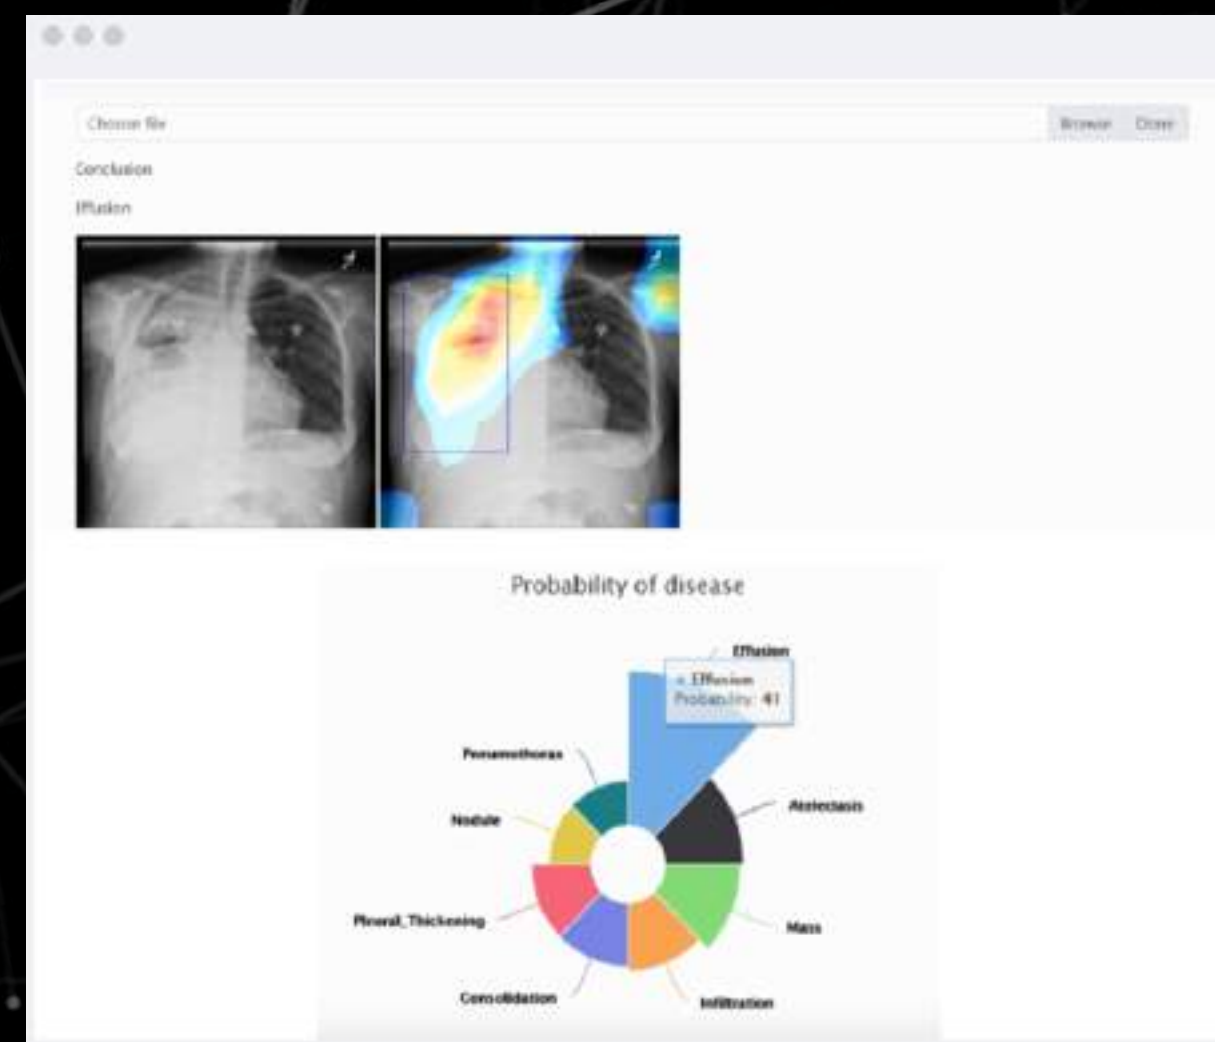 Choose file
Browse
Conclusion
Effusion
Probability of disease
Effusion
Effusion
Probability: 41
Pneumothorax
Atelectasis
Nodule
Pleural_Thickening
Mass
Consolidation
Infiltration